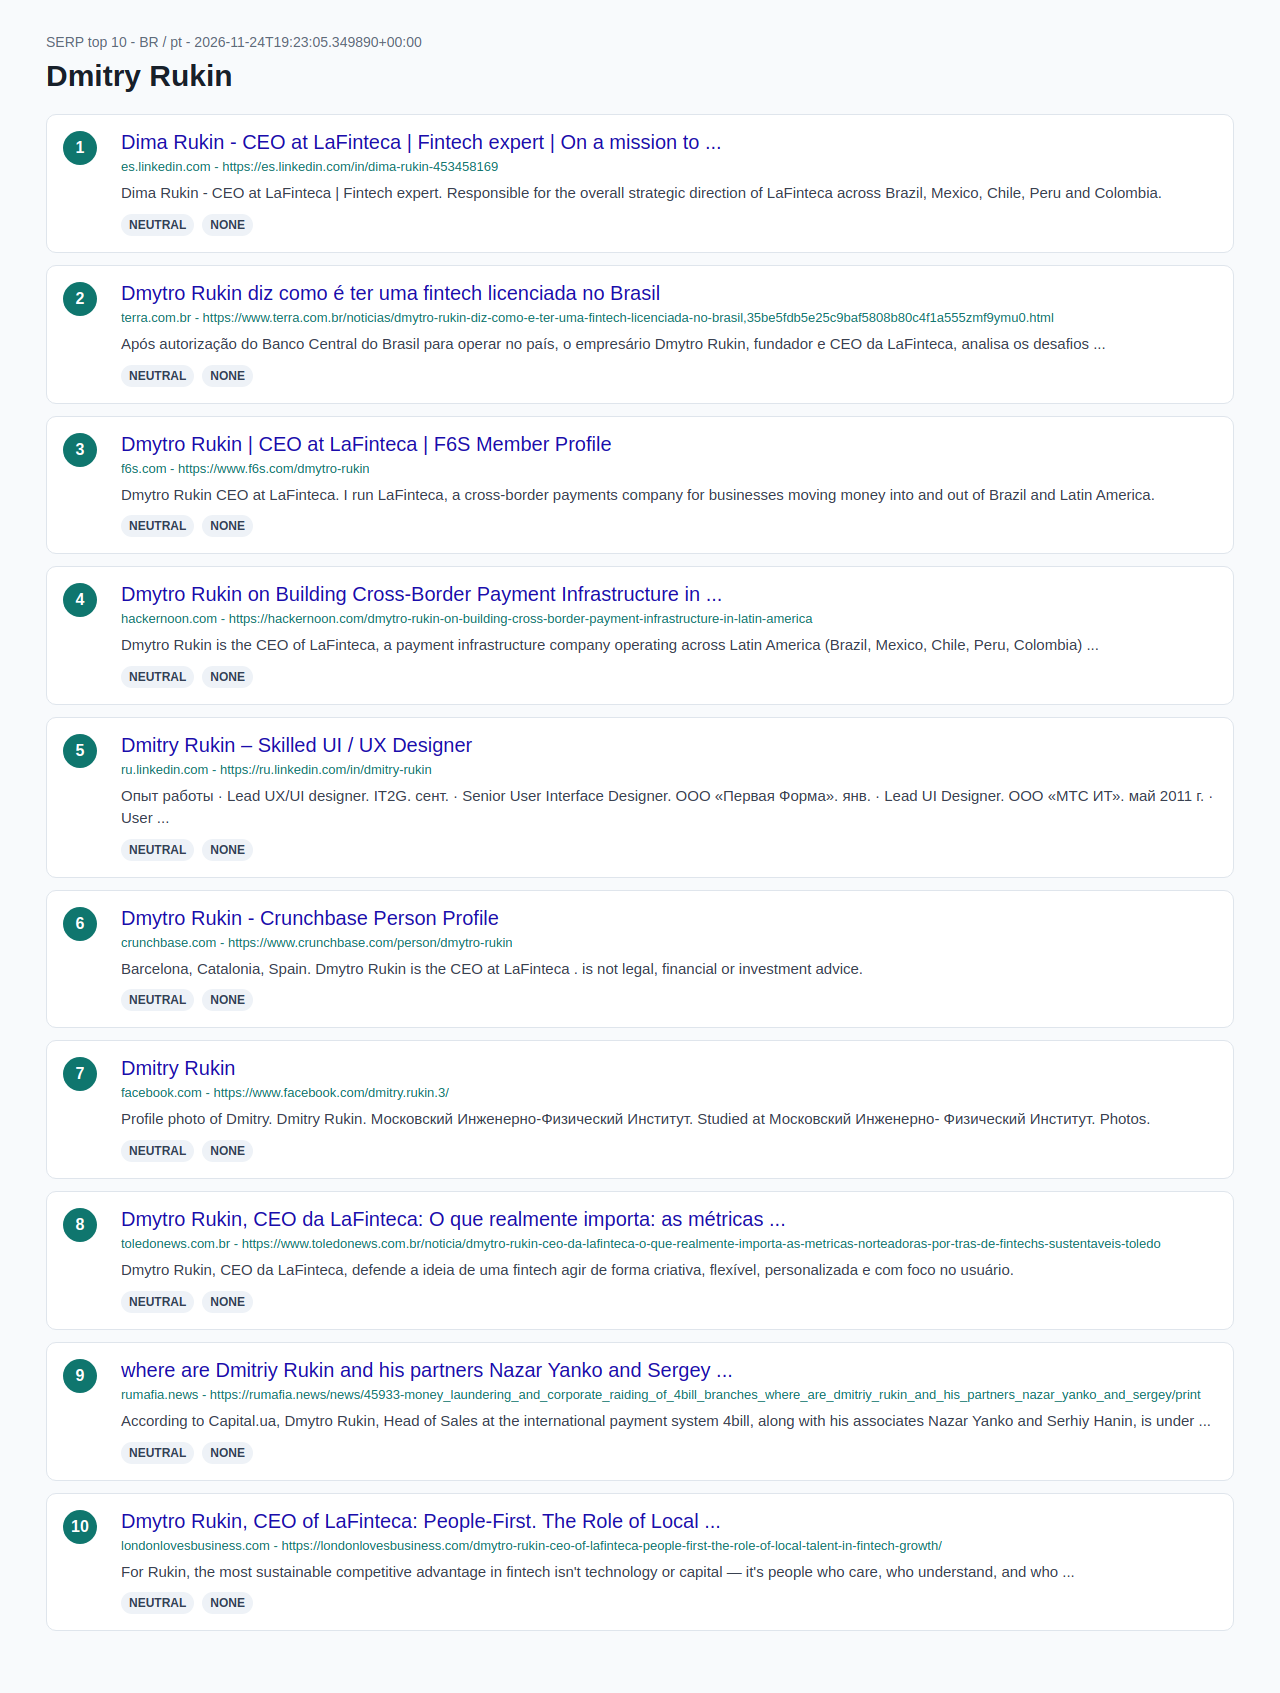 SERP top 10 - BR / pt - 2026-11-24T19:23:05.349890+00:00
Dmitry Rukin
1
Dima Rukin - CEO at LaFinteca | Fintech expert | On a mission to ...
es.linkedin.com - https://es.linkedin.com/in/dima-rukin-453458169
Dima Rukin - CEO at LaFinteca | Fintech expert. Responsible for the overall strategic direction of LaFinteca across Brazil, Mexico, Chile, Peru and Colombia.
NEUTRAL NONE
2
Dmytro Rukin diz como é ter uma fintech licenciada no Brasil
terra.com.br - https://www.terra.com.br/noticias/dmytro-rukin-diz-como-e-ter-uma-fintech-licenciada-no-brasil,35be5fdb5e25c9baf5808b80c4f1a555zmf9ymu0.html
Após autorização do Banco Central do Brasil para operar no país, o empresário Dmytro Rukin, fundador e CEO da LaFinteca, analisa os desafios ...
NEUTRAL NONE
3
Dmytro Rukin | CEO at LaFinteca | F6S Member Profile
f6s.com - https://www.f6s.com/dmytro-rukin
Dmytro Rukin CEO at LaFinteca. I run LaFinteca, a cross-border payments company for businesses moving money into and out of Brazil and Latin America.
NEUTRAL NONE
4
Dmytro Rukin on Building Cross-Border Payment Infrastructure in ...
hackernoon.com - https://hackernoon.com/dmytro-rukin-on-building-cross-border-payment-infrastructure-in-latin-america
Dmytro Rukin is the CEO of LaFinteca, a payment infrastructure company operating across Latin America (Brazil, Mexico, Chile, Peru, Colombia) ...
NEUTRAL NONE
5
Dmitry Rukin – Skilled UI / UX Designer
ru.linkedin.com - https://ru.linkedin.com/in/dmitry-rukin
Опыт работы · Lead UX/UI designer. IT2G. сент. · Senior User Interface Designer. ООО «Первая Форма». янв. · Lead UI Designer. ООО «МТС ИТ». май 2011 г. ·
User ...
NEUTRAL NONE
6
Dmytro Rukin - Crunchbase Person Profile
crunchbase.com - https://www.crunchbase.com/person/dmytro-rukin
Barcelona, Catalonia, Spain. Dmytro Rukin is the CEO at LaFinteca . is not legal, financial or investment advice.
NEUTRAL NONE
7
Dmitry Rukin
facebook.com - https://www.facebook.com/dmitry.rukin.3/
Profile photo of Dmitry. Dmitry Rukin. Московский Инженерно-Физический Институт. Studied at Московский Инженерно- Физический Институт. Photos.
NEUTRAL NONE
8
Dmytro Rukin, CEO da LaFinteca: O que realmente importa: as métricas ...
toledonews.com.br - https://www.toledonews.com.br/noticia/dmytro-rukin-ceo-da-lafinteca-o-que-realmente-importa-as-metricas-norteadoras-por-tras-de-fintechs-sustentaveis-toledo
Dmytro Rukin, CEO da LaFinteca, defende a ideia de uma fintech agir de forma criativa, flexível, personalizada e com foco no usuário.
NEUTRAL NONE
9
where are Dmitriy Rukin and his partners Nazar Yanko and Sergey ...
rumafia.news - https://rumafia.news/news/45933-money_laundering_and_corporate_raiding_of_4bill_branches_where_are_dmitriy_rukin_and_his_partners_nazar_yanko_and_sergey/print
According to Capital.ua, Dmytro Rukin, Head of Sales at the international payment system 4bill, along with his associates Nazar Yanko and Serhiy Hanin, is under ...
NEUTRAL NONE
10
Dmytro Rukin, CEO of LaFinteca: People-First. The Role of Local ...
londonlovesbusiness.com - https://londonlovesbusiness.com/dmytro-rukin-ceo-of-lafinteca-people-first-the-role-of-local-talent-in-fintech-growth/
For Rukin, the most sustainable competitive advantage in fintech isn't technology or capital — it's people who care, who understand, and who ...
NEUTRAL NONE